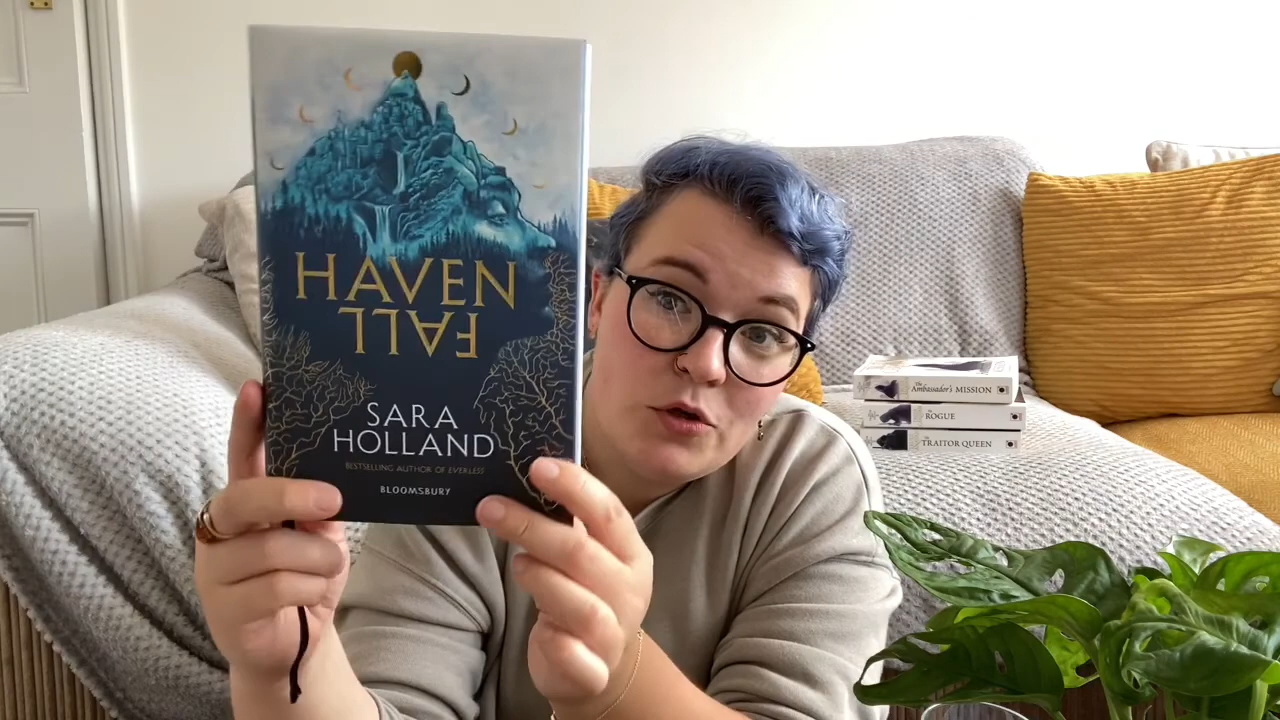 HAVEN
FALL
SARA
HOLLAND
BESTSELLING AUTHOR OF EVERLESS
BLOOMSBURY
The Ambassador's MISSION
The ROGUE
The TRAITOR QUEEN